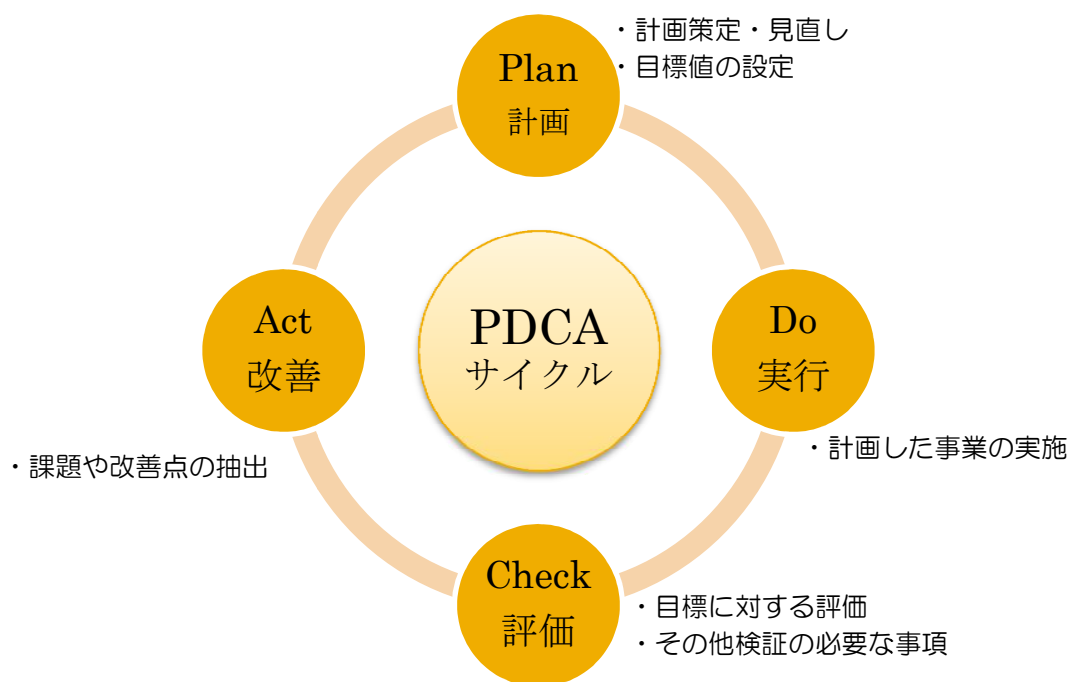 Plan
計画
・計画策定・見直し
・目標値の設定
Do
実行
・計画した事業の実施
Check
評価
・目標に対する評価
・その他検証の必要な事項
Act
改善
・課題や改善点の抽出
PDCA
サイクル